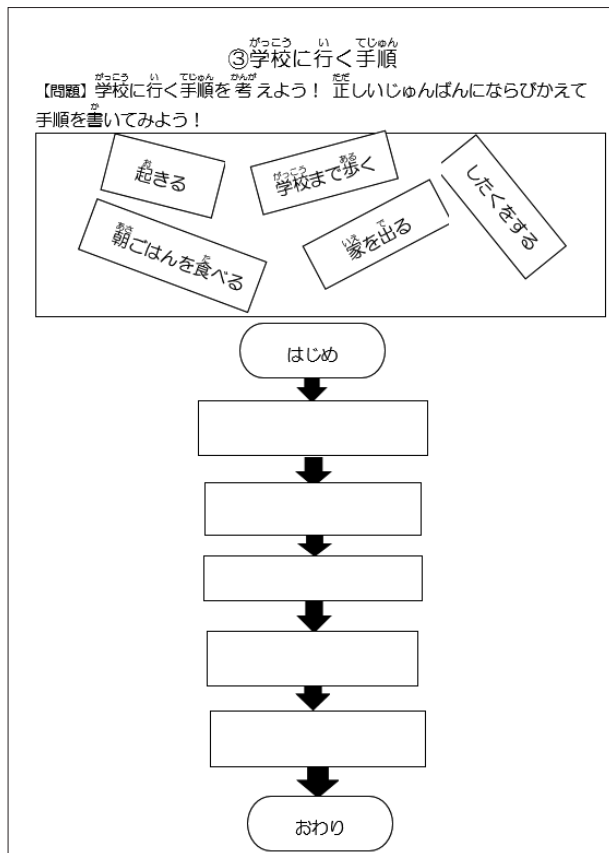 ③学校に行く手順
【問題】学校に行く手順を考えよう！ 正しいじゅんばんにならびかえて
手順を書いてみよう！
起きる
学校まで歩く
したくをする
朝ごはんを食べる
家を出る
はじめ
おわり